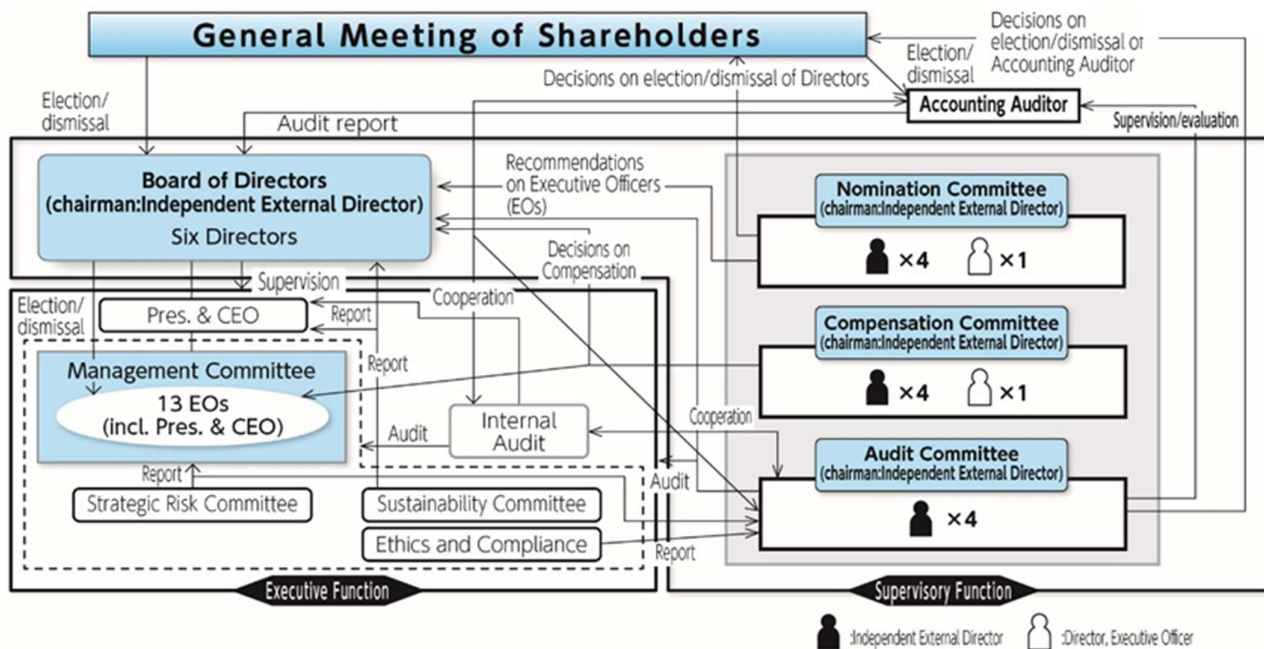 General Meeting of Shareholders
Decisions on
election/dismissal of
Accounting Auditor
Election/
dismissal
Decisions on election/dismissal of Directors
Election/
dismissal
Accounting Auditor
Audit report
Supervision/evaluation
Board of Directors
(chairman:Independent External Director)
Six Directors
Recommendations
on Executive Officers
(EOs)
Nomination Committee
(chairman:Independent External Director)
×4
×1
Decisions on
Compensation
Supervision
Cooperation
Election/
dismissal
Pres. & CEO
Report
Compensation Committee
(chairman:Independent External Director)
×4
×1
Report
Management Committee
13 EOs
(incl. Pres. & CEO)
Internal
Audit
Audit
Cooperation
Audit Committee
(chairman:Independent External Director)
×4
Report
Audit
Strategic Risk Committee
Sustainability Committee
Ethics and Compliance
Report
Executive Function
Supervisory Function
:Independent External Director
:Director, Executive Officer